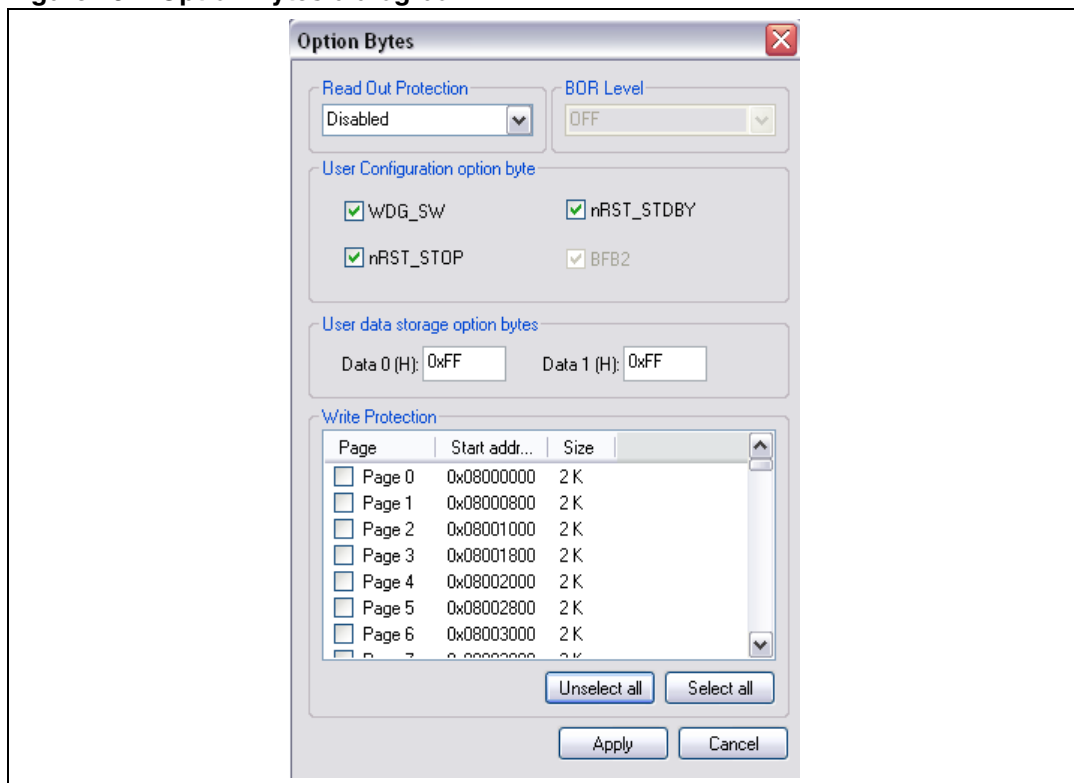 Option Bytes
Read Out Protection
BOR Level
Disabled
OFF
User Configuration option byte
WDG_SW
nRST_STDBY
nRST_STOP
BFB2
User data storage option bytes
Data 0 (H): 0xFF Data 1 (H): 0xFF
Write Protection
Page Start addr... Size
Page 0 0x08000000 2 K
Page 1 0x08000800 2 K
Page 2 0x08001000 2 K
Page 3 0x08001800 2 K
Page 4 0x08002000 2 K
Page 5 0x08002800 2 K
Page 6 0x08003000 2 K
Unselect all Select all
Apply Cancel